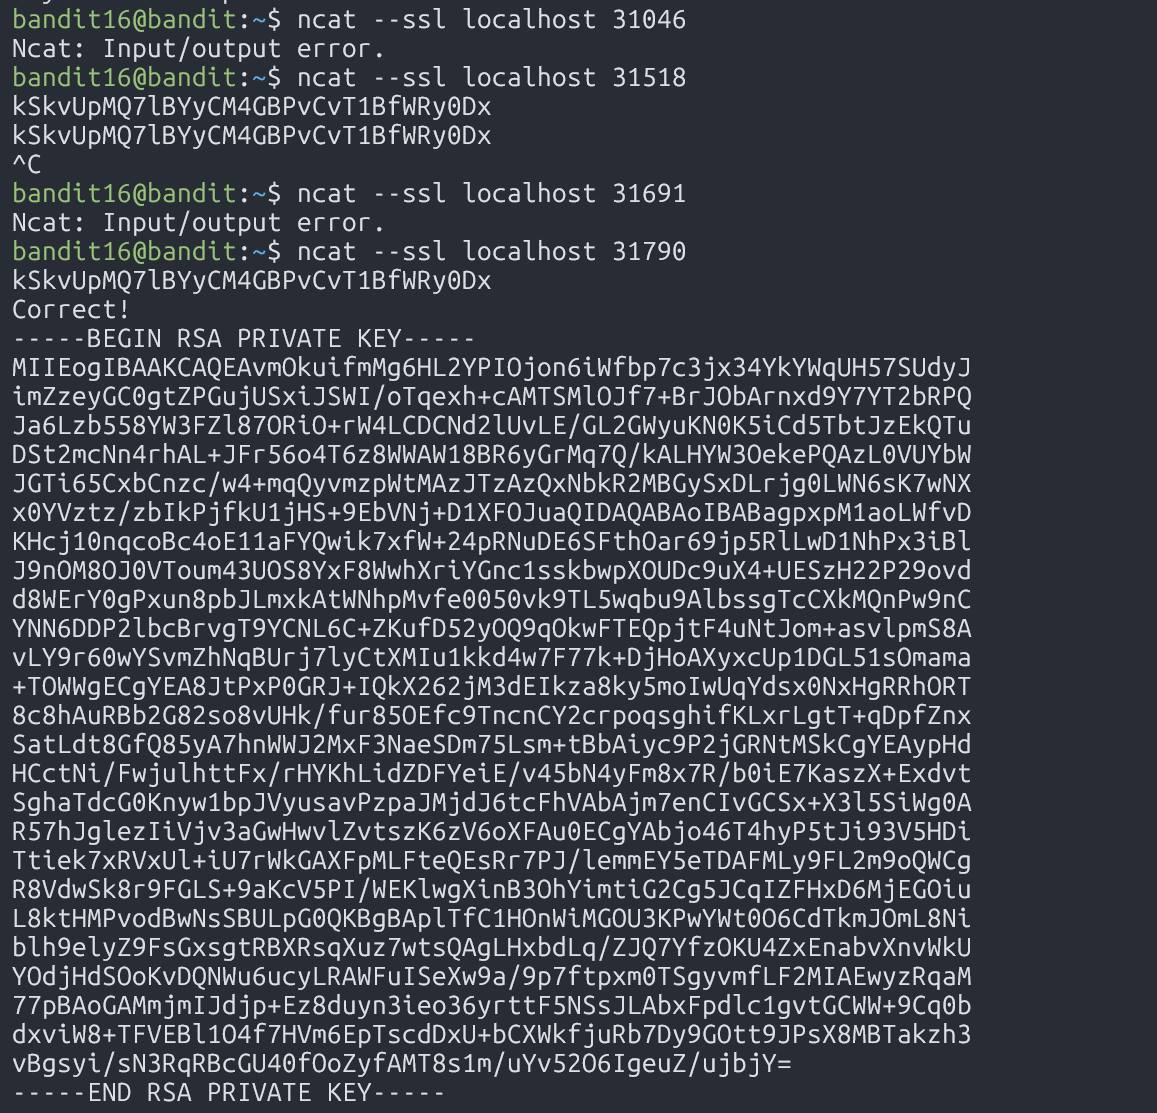 bandit16@bandit:~$ ncat --ssl localhost 31046
Ncat: Input/output error.
bandit16@bandit:~$ ncat --ssl localhost 31518
kSkvUpMQ7lBYyCM4GBPvCvT1BfWRy0Dx
kSkvUpMQ7lBYyCM4GBPvCvT1BfWRy0Dx
^C
bandit16@bandit:~$ ncat --ssl localhost 31691
Ncat: Input/output error.
bandit16@bandit:~$ ncat --ssl localhost 31790
kSkvUpMQ7lBYyCM4GBPvCvT1BfWRy0Dx
Correct!
-----BEGIN RSA PRIVATE KEY-----
MIIEogIBAAKCAQEAvmOkuifmMg6HL2YPIOjon6iWfbp7c3jx34YkYWqUH57SUdyJ
imZzeyGC0gtZPGujUSxiJSWI/oTqexh+cAMTSMlOJf7+BrJObArnxd9Y7YT2bRPQ
Ja6Lzb558YW3FZl87ORiO+rW4LCDCNd2lUvLE/GL2GWyuKN0K5iCd5TbtJzEkQTu
DSt2mcNn4rhAL+JFr56o4T6z8WWAW18BR6yGrMq7Q/kALHYW3OekePQAzL0VUYbW
JGTi65CxbCnzc/w4+mqQyvmzpWtMAzJTzAzQxNbkR2MBGySxDLrjg0LWN6sK7wNX
x0YVztz/zbIkPjfkU1jHS+9EbVNj+D1XFOJuaQIDAQABAoIBABagpxpM1aoLWfvD
KHcj10nqcoBc4oE11aFYQwik7xfW+24pRNuDE6SFthOar69jp5RlLwD1NhPx3iBl
J9nOM8OJ0VToum43UOS8YxF8WwhXriYGnc1sskbwpXOUDc9uX4+UESzH22P29ovd
d8WErY0gPxun8pbJLmxkAtWNhpMvfe0050vk9TL5wqbu9AlbssgTcCXkMQnPw9nC
YNN6DDP2lbcBrvgT9YCNL6C+ZKufD52yOQ9qOkwFTEQpjtF4uNtJom+asvlpmS8A
vLY9r60wYSvmZhNqBUrj7lyCtXMIu1kkd4w7F77k+DjHoAXyxcUp1DGL51sOmama
+TOWWgECgYEA8JtPxP0GRJ+IQkX262jM3dEIkza8ky5moIwUqYdsx0NxHgRRhORT
8c8hAuRBb2G82so8vUHk/fur85OEfc9TncnCY2crpoqsghifKLxrLgtT+qDpfZnx
SatLdt8GfQ85yA7hnWWJ2MxF3NaeSDm75Lsm+tBbAiyc9P2jGRNtMSkCgYEAypHd
HCctNi/FwjulhttFx/rHYKhLidZDFYeiE/v45bN4yFm8x7R/b0iE7KaszX+Exdvt
SghaTdcG0Knyw1bpJVyusavPzpaJMjdJ6tcFhVAbAjm7enCIvGCSx+X3l5SiWg0A
R57hJglezIiVjv3aGwHwvlZvtszK6zV6oXFAu0ECgYAbjo46T4hyP5tJi93V5HDi
Ttiek7xRVxUl+iU7rWkGAXFpMLFteQEsRr7PJ/lemmEY5eTDAFMLy9FL2m9oQWCg
R8VdwSk8r9FGLS+9aKcV5PI/WEKlwgXinB3OhYimtiG2Cg5JCqIZFHxD6MjEGOiu
L8ktHMPvodBwNsSBULpG0QKBgBAplTfC1HOnWiMGOU3KPwYWt0O6CdTkmJOmL8Ni
blh9elyZ9FsGxsgtRBXRsqXuz7wtsQAgLHxbdLq/ZJQ7YfzOKU4ZxEnabvXnvWkU
YOdjHdSOoKvDQNWu6ucyLRAWFuISeXw9a/9p7ftpxm0TSgyvmfLF2MIAEwyzRqaM
77pBAoGAMmjmIJdjp+Ez8duyn3ieo36yrttF5NSsJLAbxFpdlc1gvtGCWW+9Cq0b
dxviW8+TFVEBl1O4f7HVm6EpTscdDxU+bCXWkfjuRb7Dy9GOtt9JPsX8MBTakzh3
vBgsyi/sN3RqRBcGU40fOoZyfAMT8s1m/uYv52O6IgeuZ/ujbjY=
-----END RSA PRIVATE KEY-----